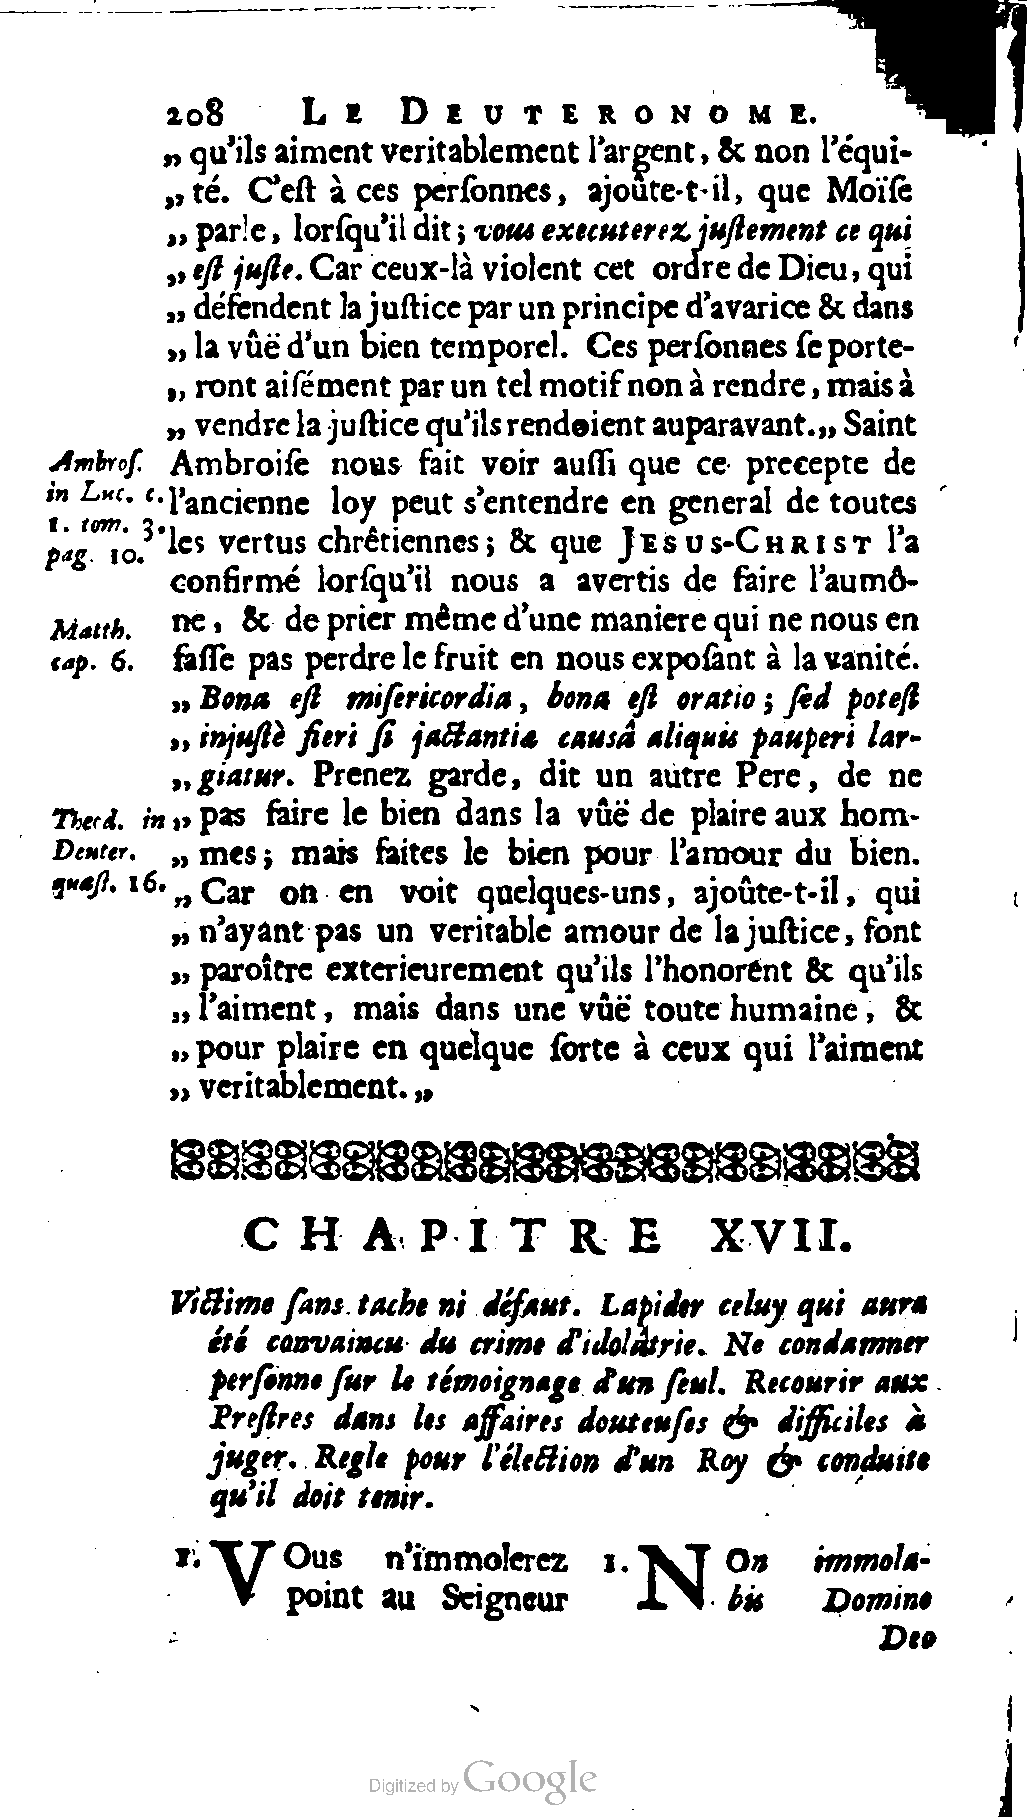 208 LE DEUTERONOME.
„ qu'ils aiment veritablement l'argent, & non l'équi-
„ té. C'eſt à ces perſonnes, ajoûte-t-il, que Moïſe
„ parle, lorſqu'il dit ; vous executerez juſtement ce qui
„ eſt juſte. Car ceux-là violent cet ordre de Dieu, qui
„ défendent la juſtice par un principe d'avarice & dans
„ la vûë d'un bien temporel. Ces perſonnes ſe porte-
„ ront aiſément par un tel motif non à rendre, mais à
„ vendre la juſtice qu'ils rendoient auparavant.„ Saint
Ambroſ. Ambroiſe nous fait voir auſſi que ce precepte de
in Luc. c. l'ancienne loy peut s'entendre en general de toutes
1. tom. 3. les vertus chrêtiennes ; & que JESUS-CHRIST l'a
pag. 10. confirmé lorſqu'il nous a avertis de faire l'aumô-
Matth. ne, & de prier même d'une maniere qui ne nous en
cap. 6. faſſe pas perdre le fruit en nous expoſant à la vanité.
„ Bona eſt miſericordia, bona eſt oratio ; ſed poteſt
„ injuſtè fieri ſi jactantiæ causâ aliquis pauperi lar-
„ giatur. Prenez garde, dit un autre Pere, de ne
Theod. in „ pas faire le bien dans la vûë de plaire aux hom-
Deuter. „ mes ; mais faites le bien pour l'amour du bien.
quæſt. 16. „ Car on en voit quelques-uns, ajoûte-t-il, qui
„ n'ayant pas un veritable amour de la juſtice, font
„ paroître exterieurement qu'ils l'honorent & qu'ils
„ l'aiment, mais dans une vûë toute humaine, &
„ pour plaire en quelque ſorte à ceux qui l'aiment
„ veritablement. „
CHAPITRE XVII.
Victime ſans tache ni défaut. Lapider celuy qui aura
été convaincu du crime d'idolâtrie. Ne condamner
perſonne ſur le témoignage d'un ſeul. Recourir aux
Preſtres dans les affaires douteuſes & difficiles à
juger. Regle pour l'élection d'un Roy & conduite
qu'il doit tenir.
1. VOus n'immolerez
point au Seigneur
1. NOn immola-
bis Domino
Deo
Digitized by Google